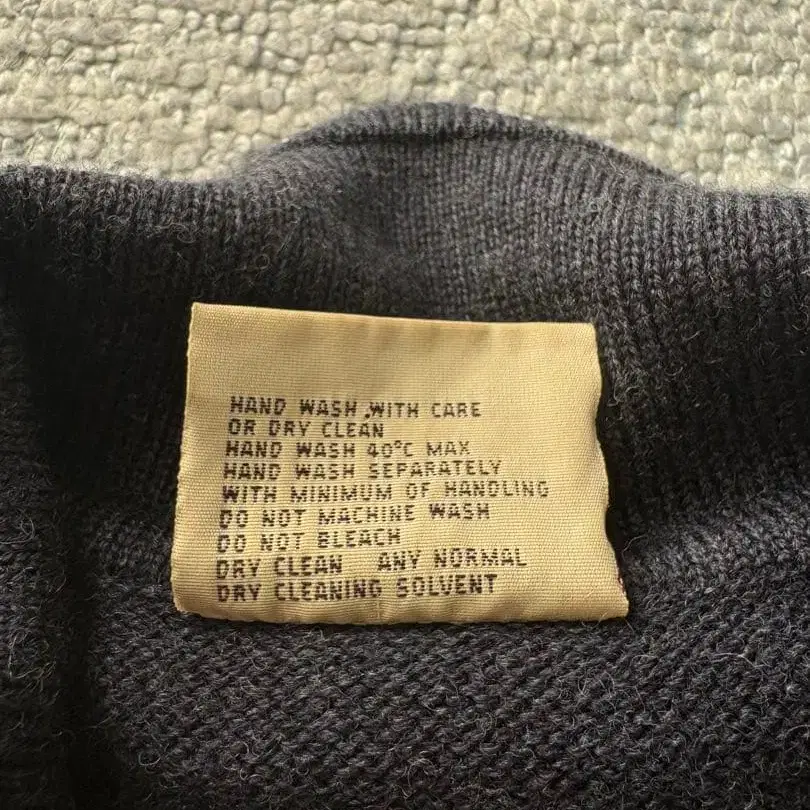 HAND WASH WITH CARE
OR DRY CLEAN
HAND WASH 40°C MAX
HAND WASH SEPARATELY
WITH MINIMUM OF HANDLING
DO NOT MACHINE WASH
DO NOT BLEACH
DRY CLEAN ANY NORMAL
DRY CLEANING SOLVENT